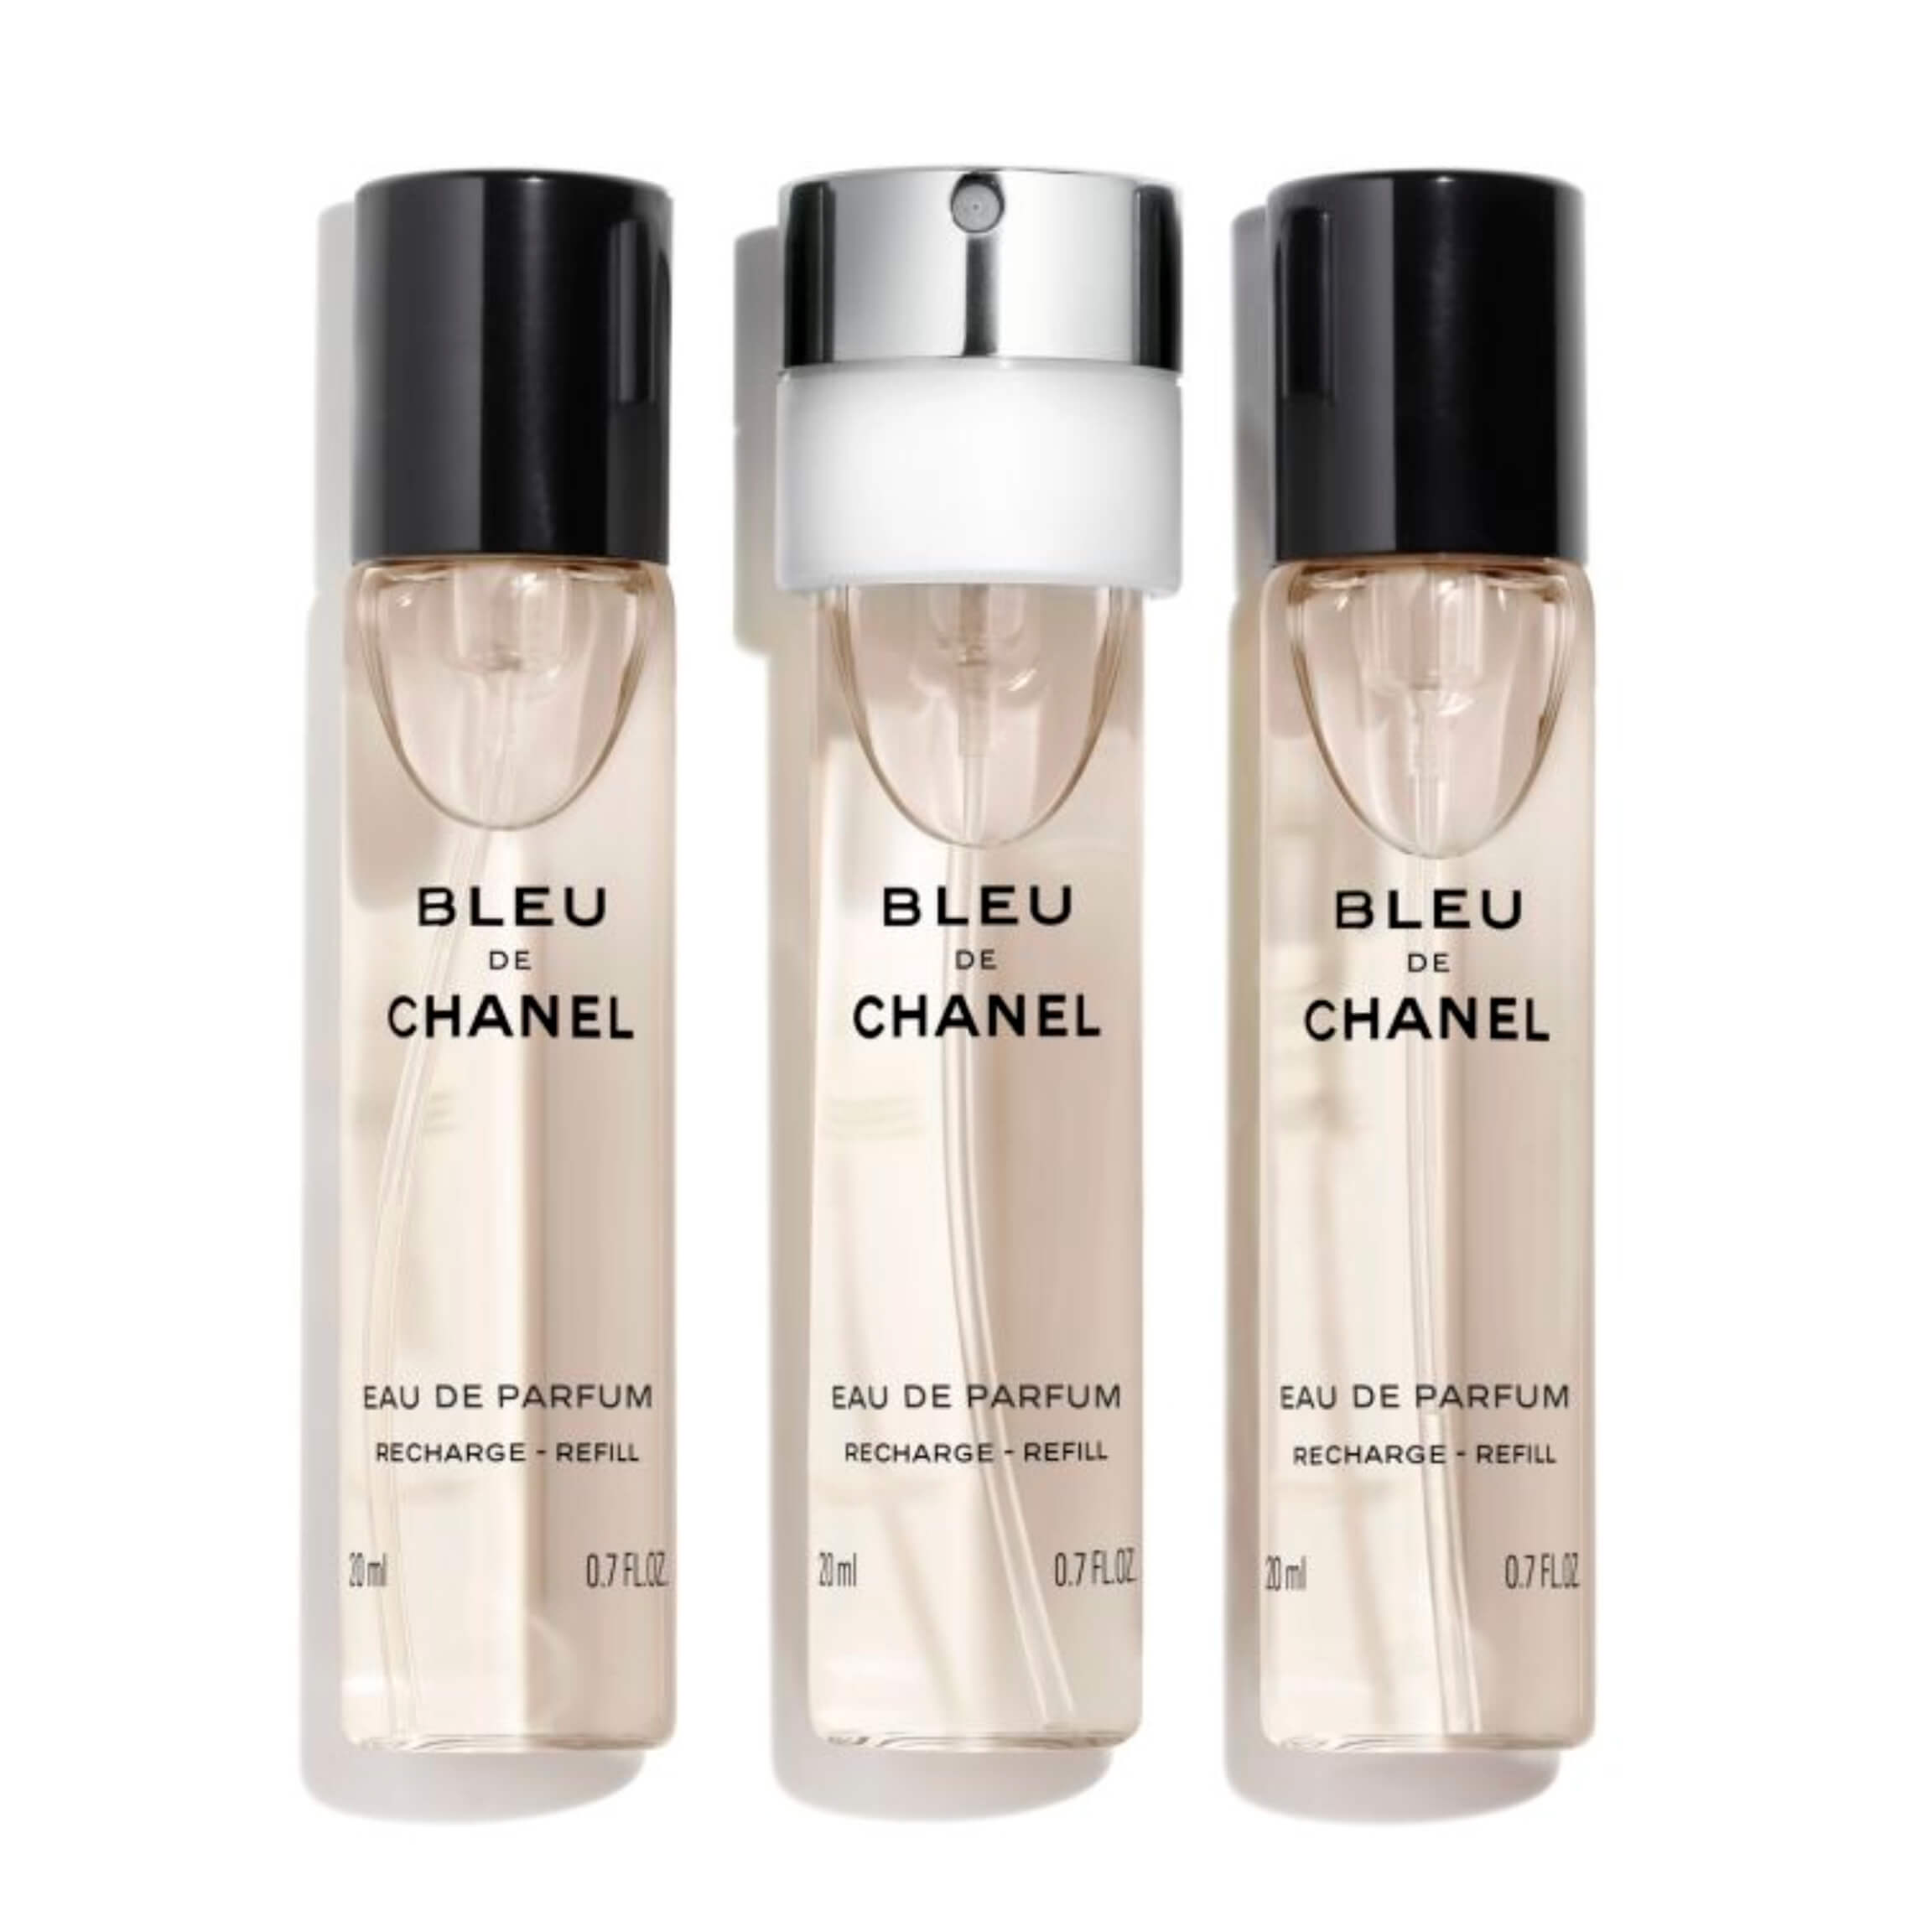 BLEU
DE
CHANEL
EAU DE PARFUM
RECHARGE - REFILL
20 ml 0.7 FL.OZ.
BLEU
DE
CHANEL
EAU DE PARFUM
RECHARGE - REFILL
20 ml 0.7 FL.OZ.
BLEU
DE
CHANEL
EAU DE PARFUM
RECHARGE - REFILL
20 ml 0.7 FL.OZ